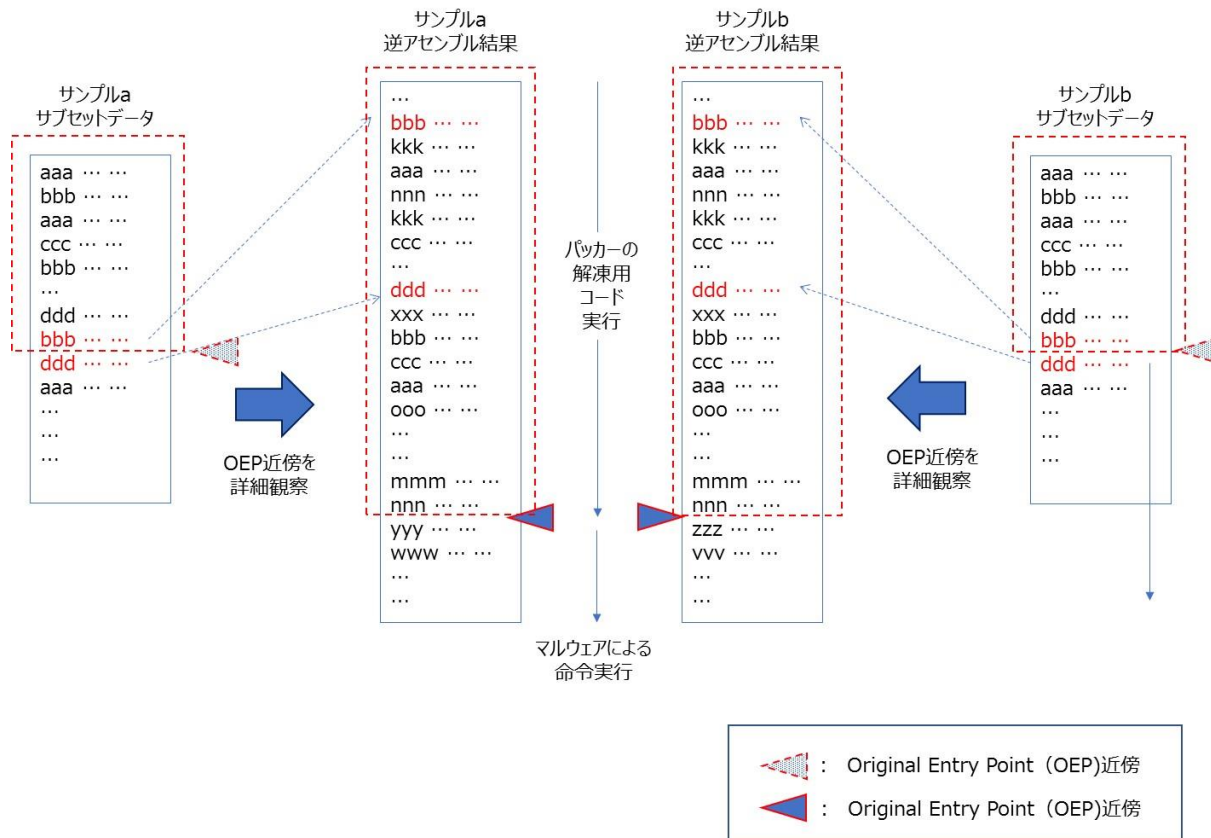 サンプルa
逆アセンブル結果
サンプルb
逆アセンブル結果
サンプルa
サブセットデータ
サンプルb
サブセットデータ
aaa … …
bbb … …
aaa … …
ccc … …
bbb … …
…
ddd … …
bbb … …
ddd … …
aaa … …
…
…
…
OEP近傍を
詳細観察
…
bbb … …
kkk … …
aaa … …
nnn … …
kkk … …
ccc … …
…
ddd … …
xxx … …
bbb … …
ccc … …
aaa … …
ooo … …
…
…
mmm … …
nnn … …
yyy … …
www … …
…
…
パッカーの
解凍用
コード
実行
マルウェアによる
命令実行
…
bbb … …
kkk … …
aaa … …
nnn … …
kkk … …
ccc … …
…
ddd … …
xxx … …
bbb … …
ccc … …
aaa … …
ooo … …
…
…
mmm … …
nnn … …
zzz … …
vvv … …
…
…
OEP近傍を
詳細観察
aaa … …
bbb … …
aaa … …
ccc … …
bbb … …
…
ddd … …
bbb … …
ddd … …
aaa … …
…
…
…
: Original Entry Point（OEP)近傍
: Original Entry Point（OEP)近傍